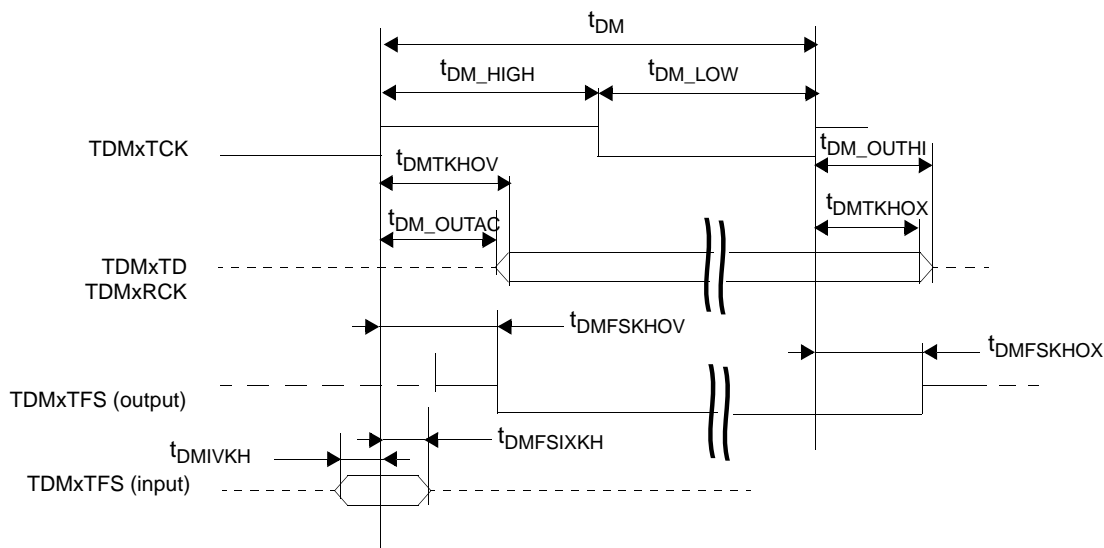 tDM
tDM_HIGH
tDM_LOW
TDMxTCK
tDM_OUTHI
tDMTKHOV
tDMTKHOX
tDM_OUTAC
TDMxTD
TDMxRCK
tDMFSKHOV
tDMFSKHOX
TDMxTFS (output)
tDMIVKH
tDMFSIXKH
TDMxTFS (input)